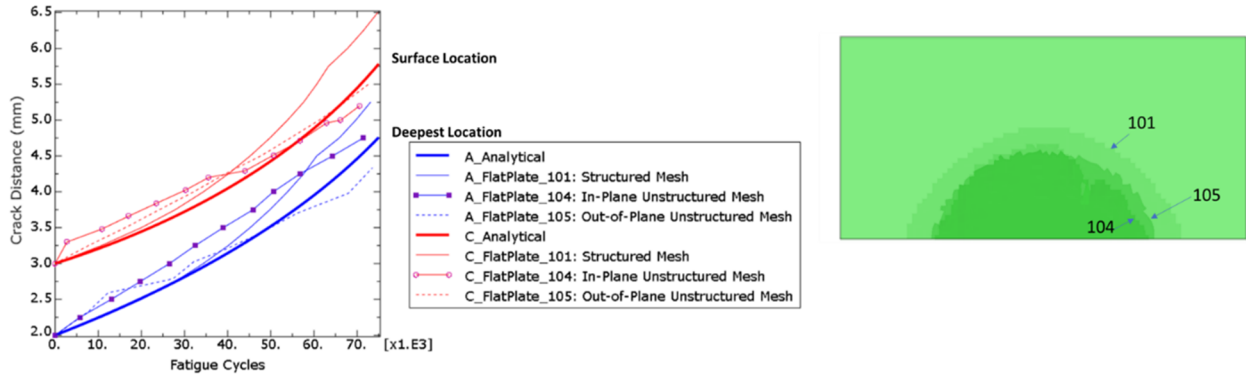 6.5
6.0
5.5
5.0
4.5
4.0
3.5
3.0
2.5
2.0
Crack Distance (mm)
0. 10. 20. 30. 40. 50. 60. 70. [x1.E3]
Fatigue Cycles
Surface Location
Deepest Location
A_Analytical
A_FlatPlate_101: Structured Mesh
A_FlatPlate_104: In-Plane Unstructured Mesh
A_FlatPlate_105: Out-of-Plane Unstructured Mesh
C_Analytical
C_FlatPlate_101: Structured Mesh
C_FlatPlate_104: In-Plane Unstructured Mesh
C_FlatPlate_105: Out-of-Plane Unstructured Mesh
101
105
104